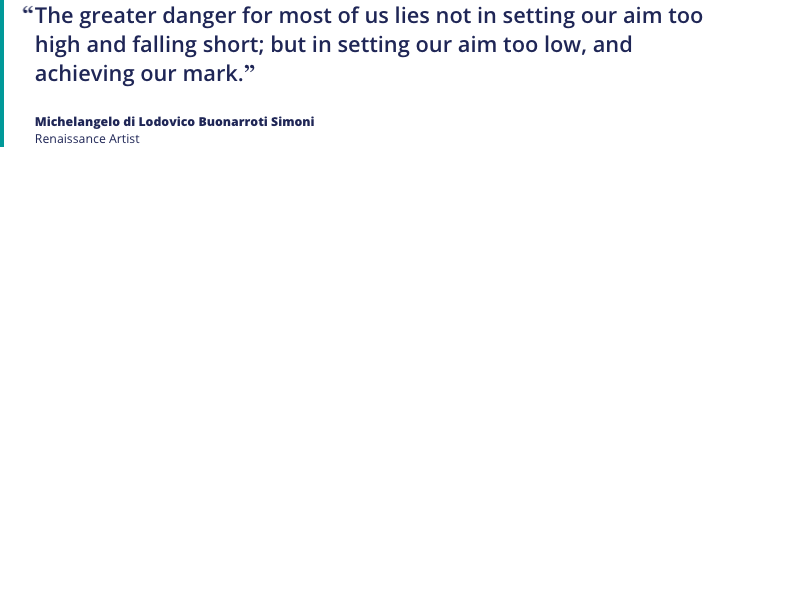 “The greater danger for most of us lies not in setting our aim too
high and falling short; but in setting our aim too low, and
achieving our mark.”
Michelangelo di Lodovico Buonarroti Simoni
Renaissance Artist